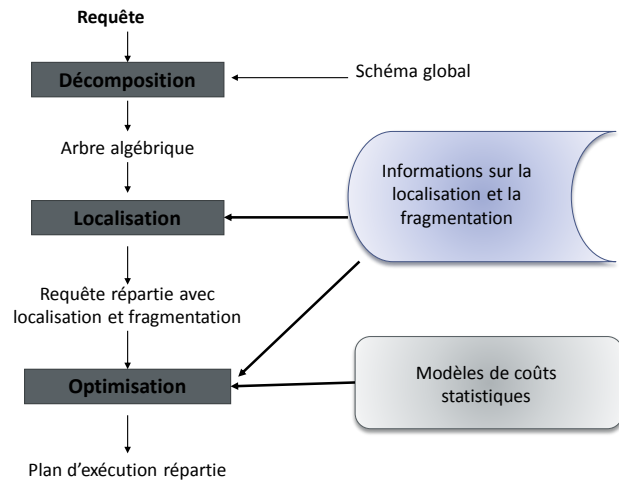 Requête
Décomposition
Schéma global
Arbre algébrique
Informations sur la
localisation et la
fragmentation
Localisation
Requête répartie avec
localisation et fragmentation
Optimisation
Modèles de coûts
statistiques
Plan d'exécution répartie